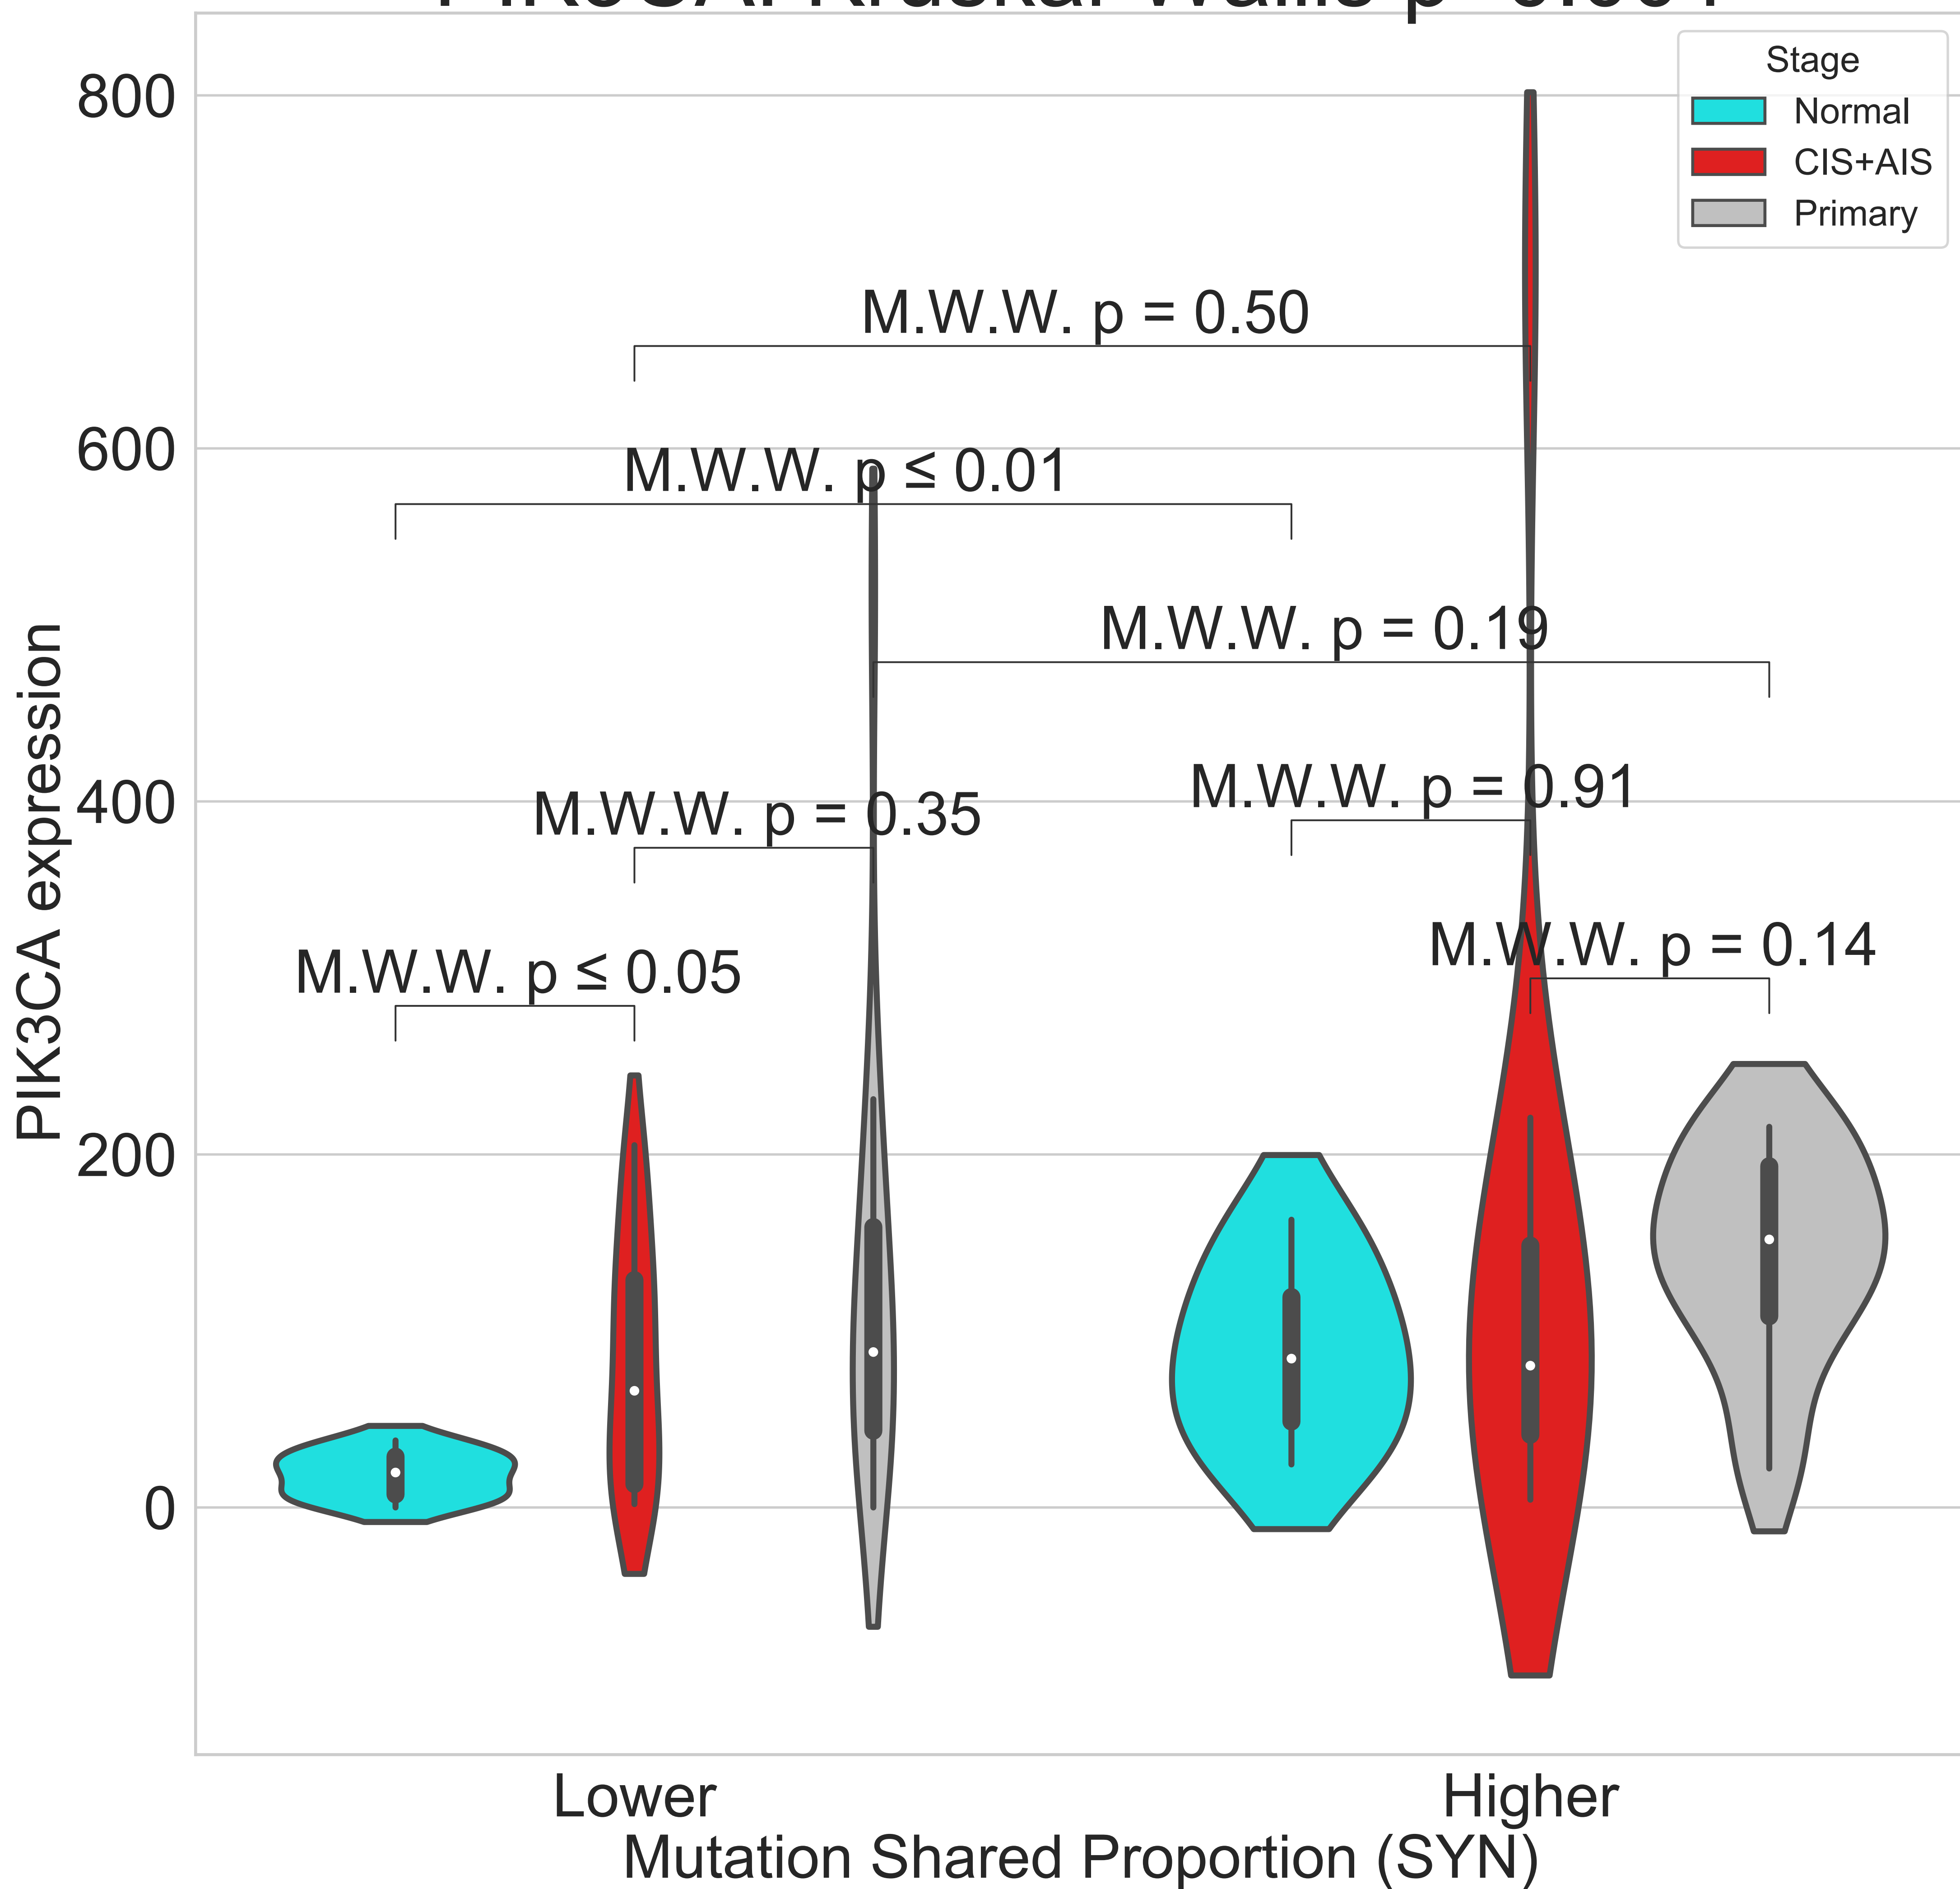 800
600
400
200
0
PIK3CA expression
Stage
Normal
CIS+AIS
Primary
M.W.W. p = 0.50
M.W.W. p ≤ 0.01
M.W.W. p = 0.19
M.W.W. p = 0.91
M.W.W. p = 0.35
M.W.W. p = 0.14
M.W.W. p ≤ 0.05
Lower
Higher
Mutation Shared Proportion (SYN)